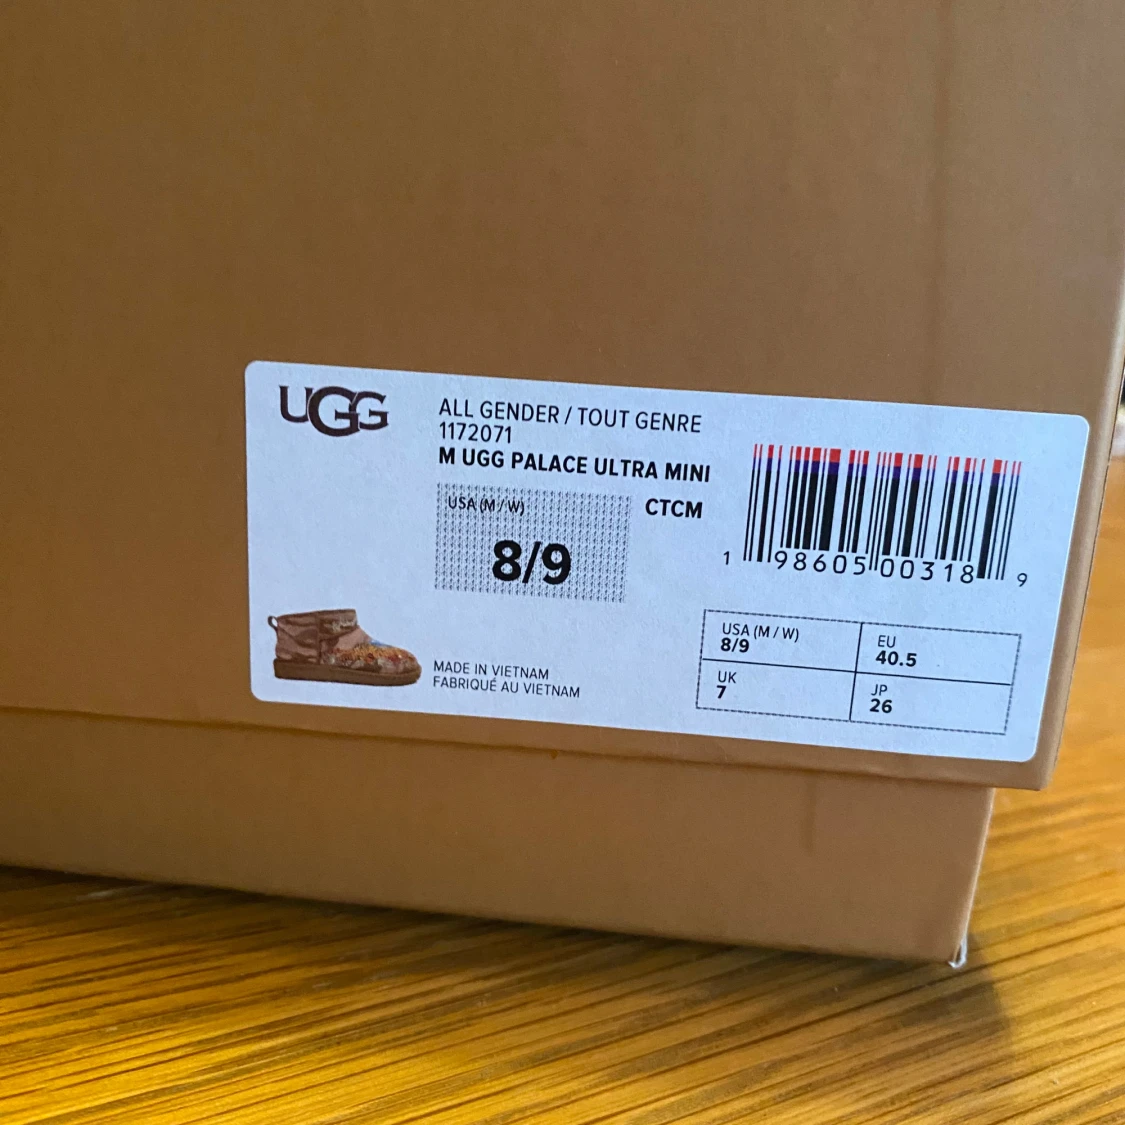 UGG
ALL GENDER / TOUT GENRE
1172071
M UGG PALACE ULTRA MINI
USA (M / W)
CTCM
8/9
1 98605 00318 9
USA (M / W)
8/9
EU
40.5
UK
7
JP
26
MADE IN VIETNAM
FABRIQUÉ AU VIETNAM